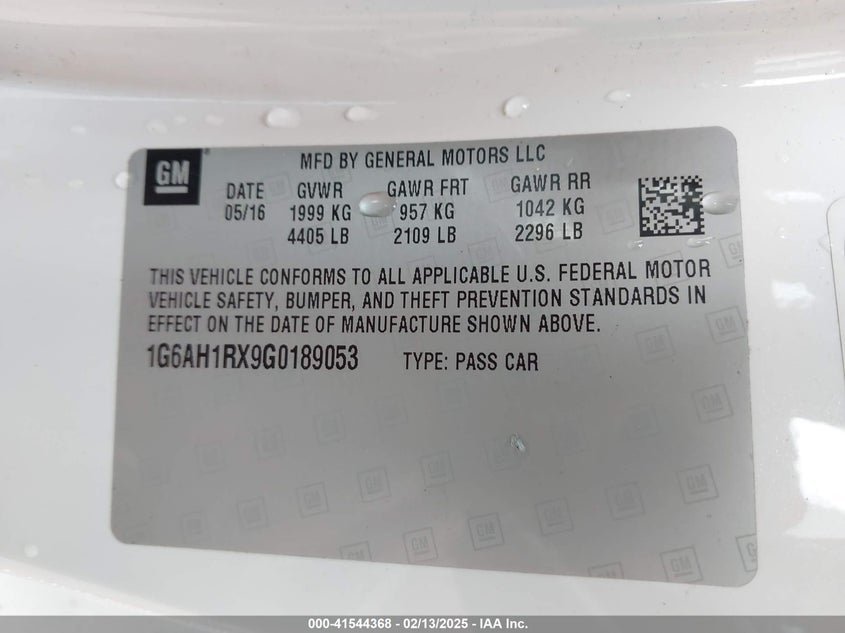 GM
MFD BY GENERAL MOTORS LLC
DATE GVWR GAWR FRT GAWR RR
05/16 1999 KG 957 KG 1042 KG
4405 LB 2109 LB 2296 LB
THIS VEHICLE CONFORMS TO ALL APPLICABLE U.S. FEDERAL MOTOR
VEHICLE SAFETY, BUMPER, AND THEFT PREVENTION STANDARDS IN
EFFECT ON THE DATE OF MANUFACTURE SHOWN ABOVE.
1G6AH1RX9G0189053 TYPE: PASS CAR
000-41544368 - 02/13/2025 - IAA Inc.